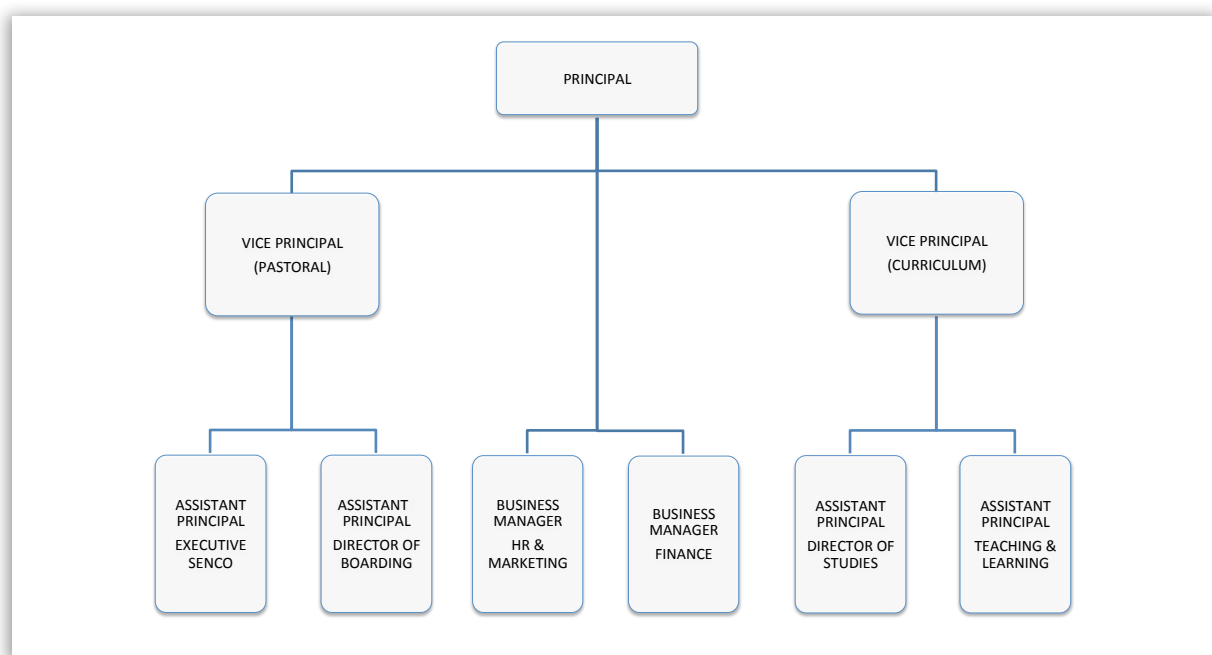 PRINCIPAL
VICE PRINCIPAL
(PASTORAL)
VICE PRINCIPAL
(CURRICULUM)
ASSISTANT
PRINCIPAL
EXECUTIVE
SENCO
ASSISTANT
PRINCIPAL
DIRECTOR OF
BOARDING
BUSINESS
MANAGER
HR &
MARKETING
BUSINESS
MANAGER
FINANCE
ASSISTANT
PRINCIPAL
DIRECTOR OF
STUDIES
ASSISTANT
PRINCIPAL
TEACHING &
LEARNING